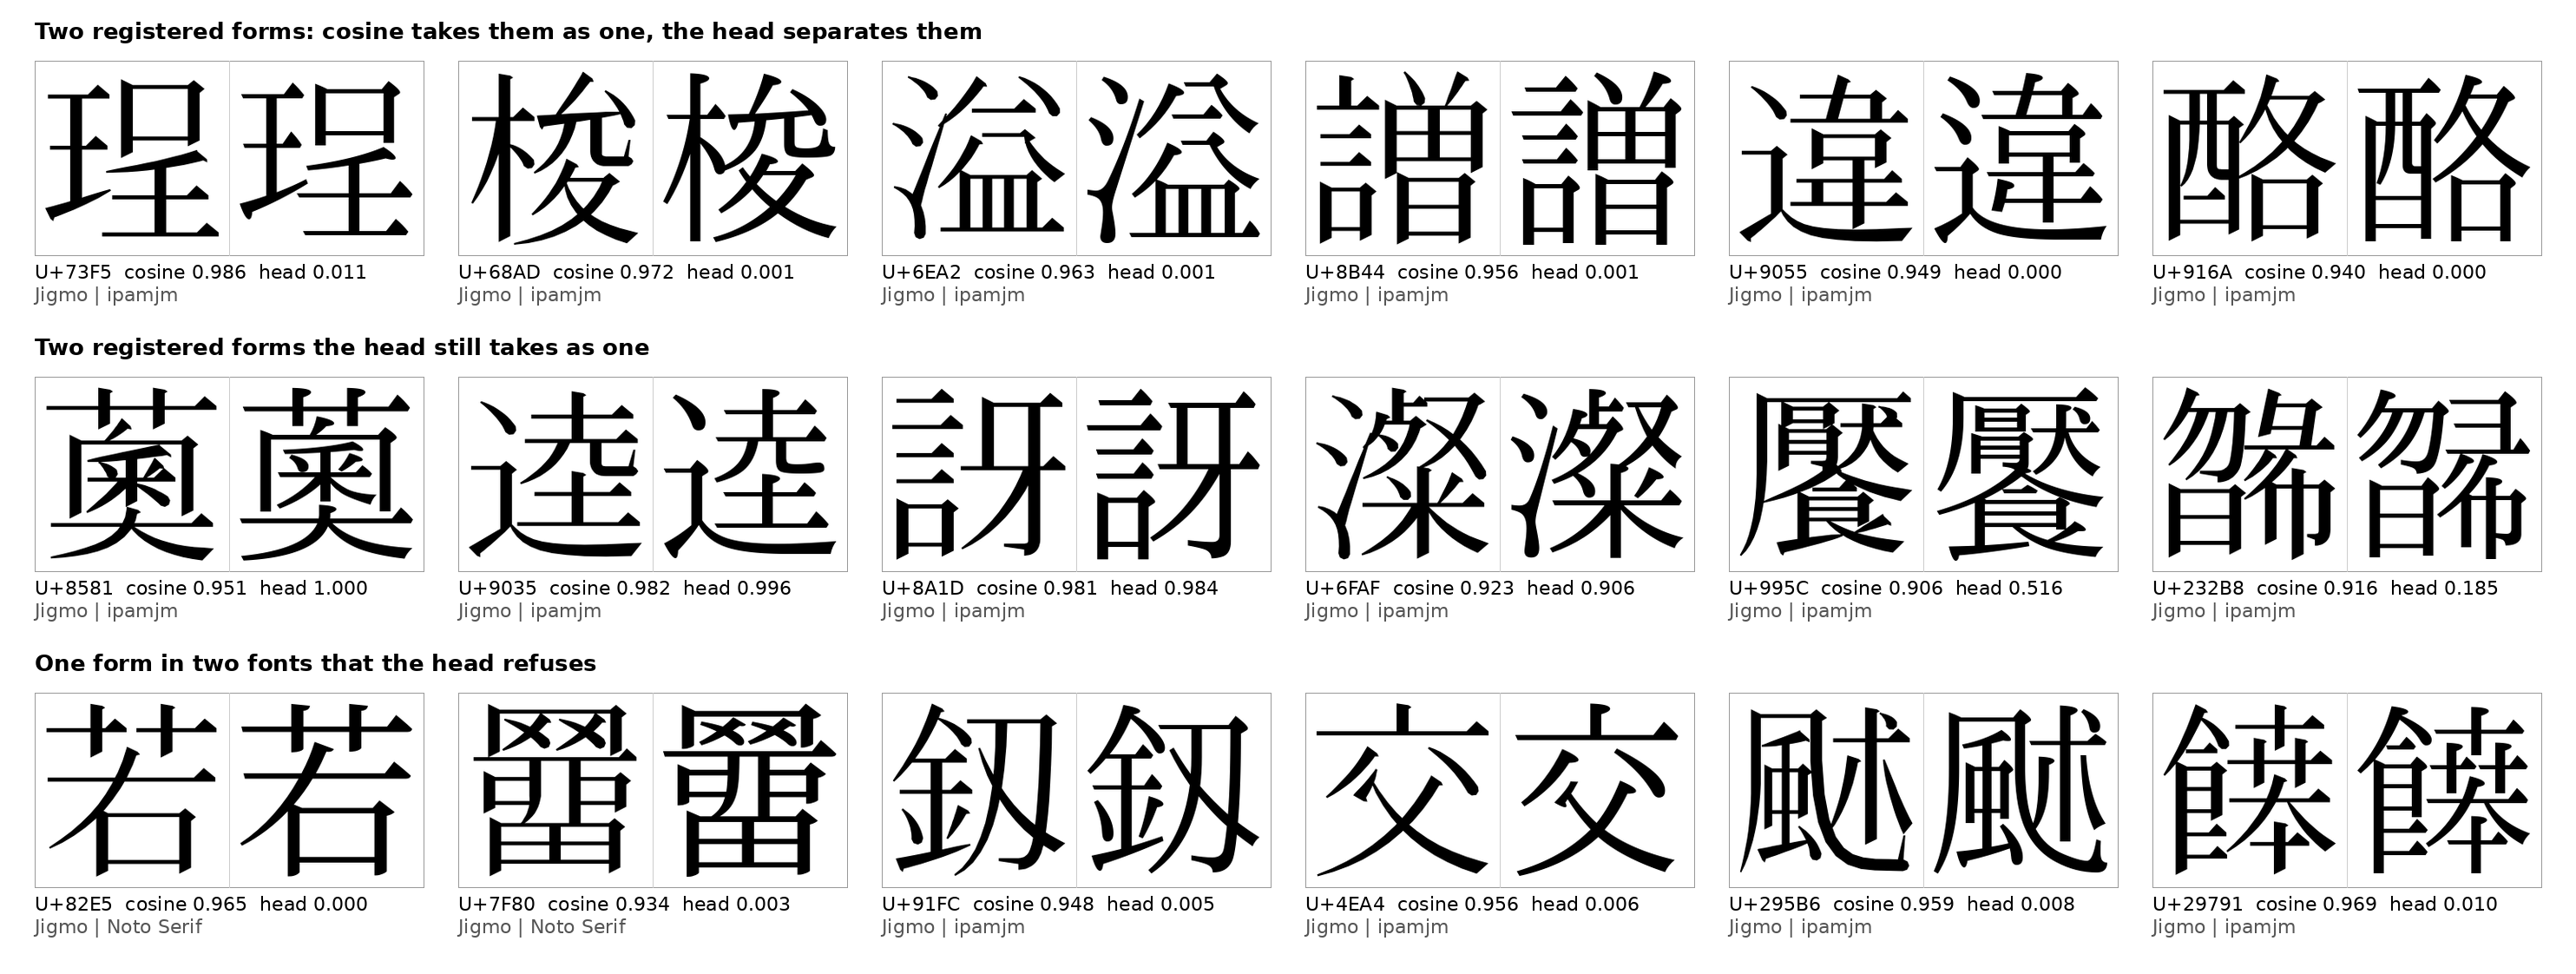 Two registered forms: cosine takes them as one, the head separates them
珵 珵 梭 梭 溢 溢 譄 譄 違 違 酪 酪
U+73F5 cosine 0.986 head 0.011 U+68AD cosine 0.972 head 0.001 U+6EA2 cosine 0.963 head 0.001 U+8B44 cosine 0.956 head 0.001 U+9055 cosine 0.949 head 0.000 U+916A cosine 0.940 head 0.000
Jigmo | ipamjm Jigmo | ipamjm Jigmo | ipamjm Jigmo | ipamjm Jigmo | ipamjm Jigmo | ipamjm
Two registered forms the head still takes as one
薁 薁 逵 逵 訝 訝 澯 澯 饜 饜 𣊸 𣊸
U+8581 cosine 0.951 head 1.000 U+9035 cosine 0.982 head 0.996 U+8A1D cosine 0.981 head 0.984 U+6FAF cosine 0.923 head 0.906 U+995C cosine 0.906 head 0.516 U+232B8 cosine 0.916 head 0.185
Jigmo | ipamjm Jigmo | ipamjm Jigmo | ipamjm Jigmo | ipamjm Jigmo | ipamjm Jigmo | ipamjm
One form in two fonts that the head refuses
若 若 罀 罀 釼 釼 交 交 𩖶 𩖶 𩞑 𩞑
U+82E5 cosine 0.965 head 0.000 U+7F80 cosine 0.934 head 0.003 U+91FC cosine 0.948 head 0.005 U+4EA4 cosine 0.956 head 0.006 U+295B6 cosine 0.959 head 0.008 U+29791 cosine 0.969 head 0.010
Jigmo | Noto Serif Jigmo | Noto Serif Jigmo | ipamjm Jigmo | ipamjm Jigmo | ipamjm Jigmo | ipamjm